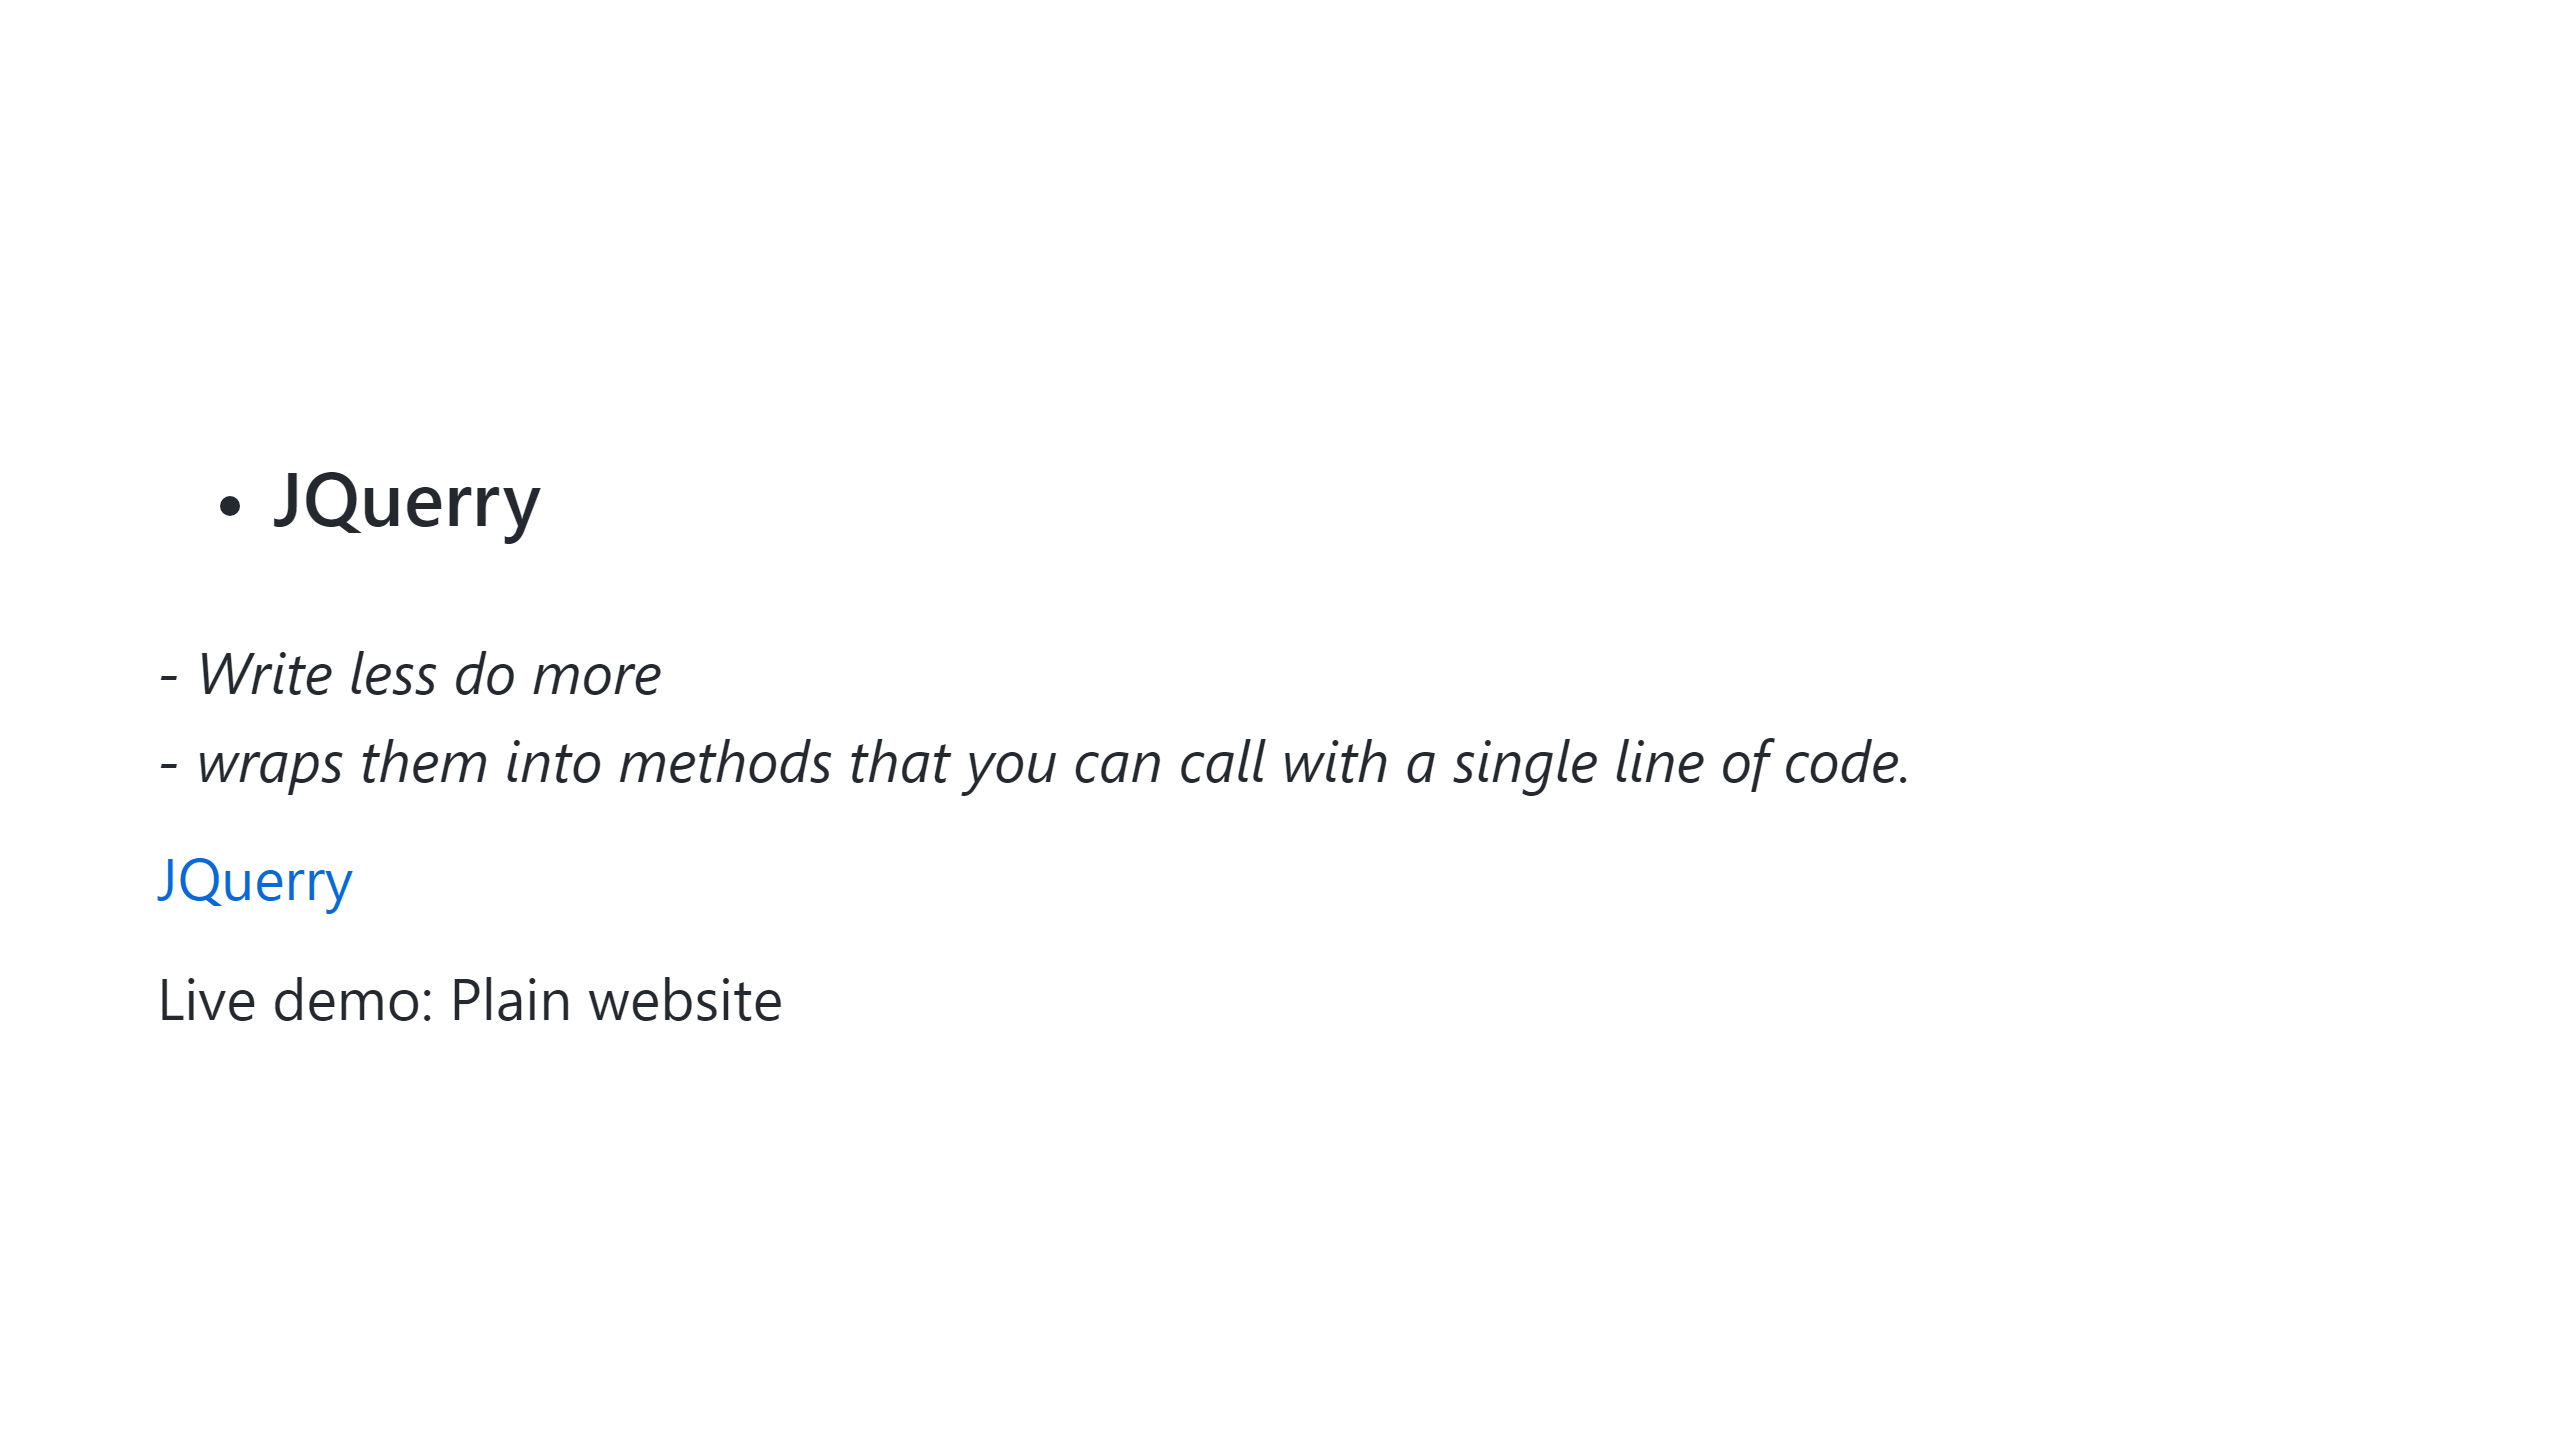 • JQuerry
- Write less do more
- wraps them into methods that you can call with a single line of code.
JQuerry
Live demo: Plain website